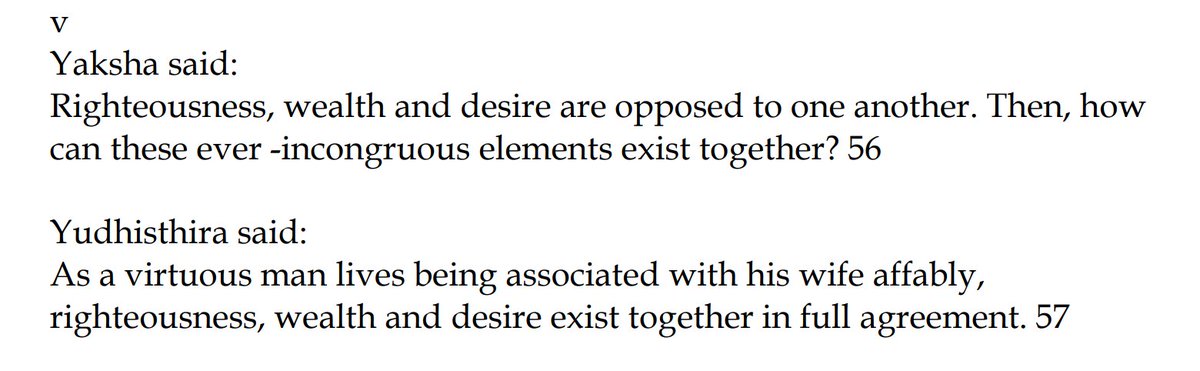 v
Yaksha said:
Righteousness, wealth and desire are opposed to one another. Then, how
can these ever -incongruous elements exist together? 56
Yudhisthira said:
As a virtuous man lives being associated with his wife affably,
righteousness, wealth and desire exist together in full agreement. 57